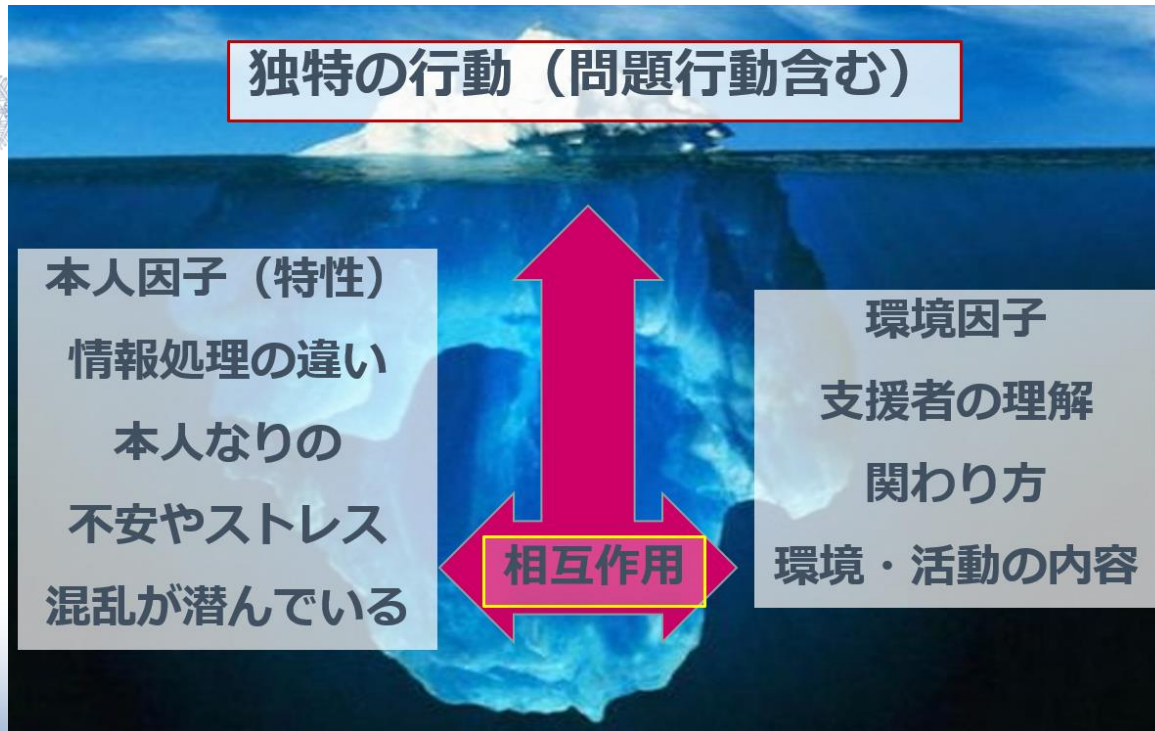 独特の行動（問題行動含む）
本人因子（特性）
情報処理の違い
本人なりの
不安やストレス
混乱が潜んでいる
相互作用
環境因子
支援者の理解
関わり方
環境・活動の内容